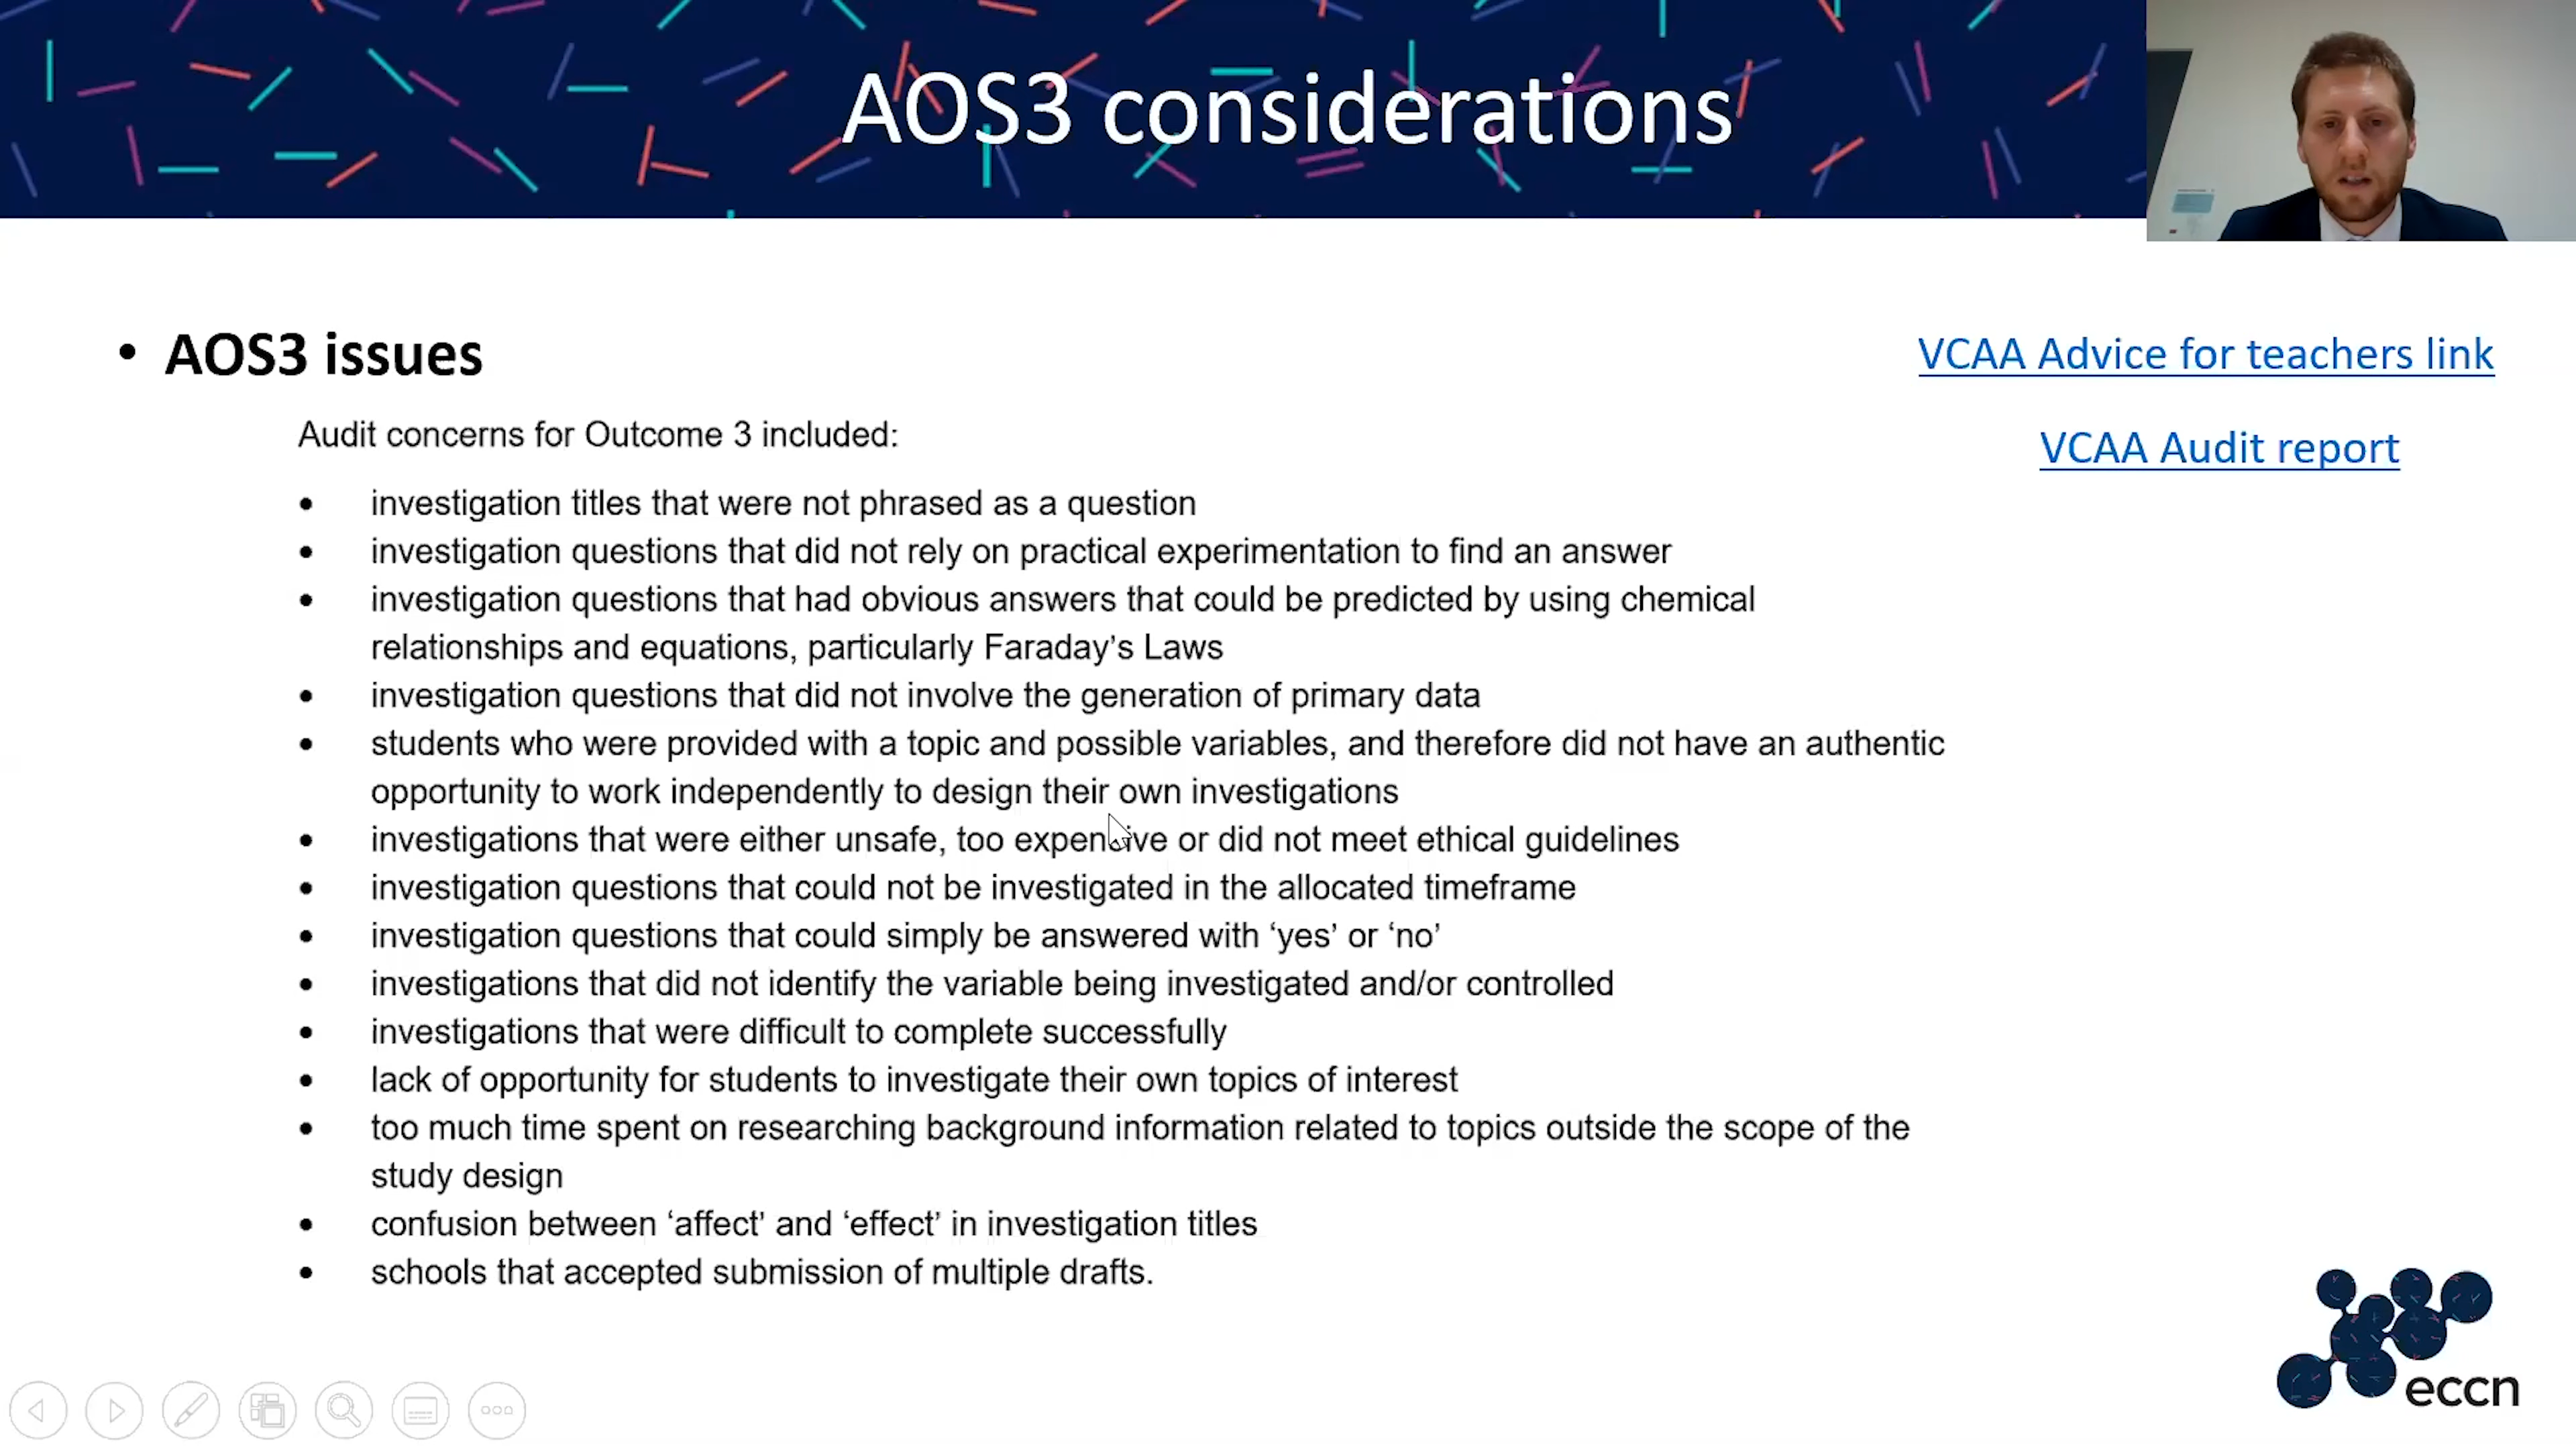 AOS3 considerations
• AOS3 issues
VCAA Advice for teachers link
VCAA Audit report
Audit concerns for Outcome 3 included:
• investigation titles that were not phrased as a question
• investigation questions that did not rely on practical experimentation to find an answer
• investigation questions that had obvious answers that could be predicted by using chemical
relationships and equations, particularly Faraday's Laws
• investigation questions that did not involve the generation of primary data
• students who were provided with a topic and possible variables, and therefore did not have an authentic
opportunity to work independently to design their own investigations
• investigations that were either unsafe, too expensive or did not meet ethical guidelines
• investigation questions that could not be investigated in the allocated timeframe
• investigation questions that could simply be answered with ‘yes’ or ‘no’
• investigations that did not identify the variable being investigated and/or controlled
• investigations that were difficult to complete successfully
• lack of opportunity for students to investigate their own topics of interest
• too much time spent on researching background information related to topics outside the scope of the
study design
• confusion between ‘affect’ and ‘effect’ in investigation titles
• schools that accepted submission of multiple drafts.
eccn